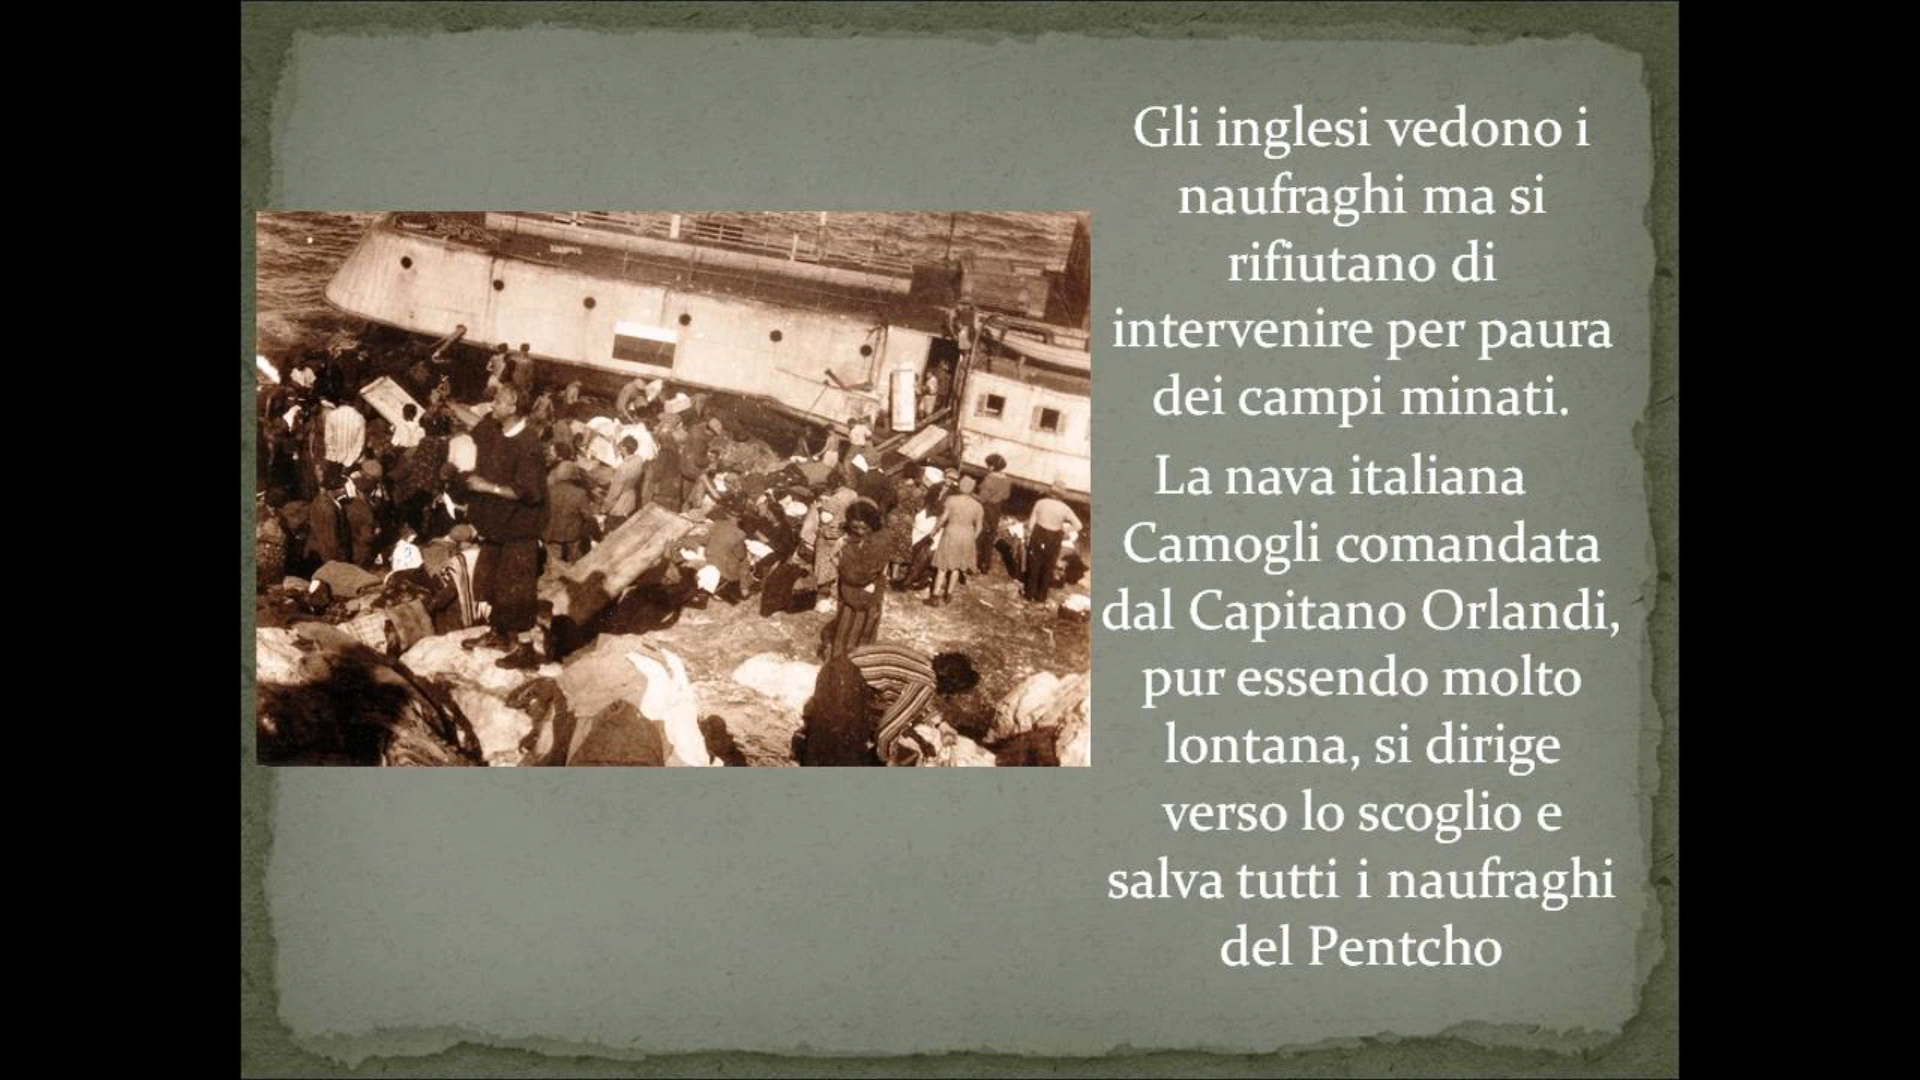 Gli inglesi vedono i
naufraghi ma si
rifiutano di
intervenire per paura
dei campi minati.
La nava italiana
Camogli comandata
dal Capitano Orlandi,
pur essendo molto
lontana, si dirige
verso lo scoglio e
salva tutti i naufraghi
del Pentcho